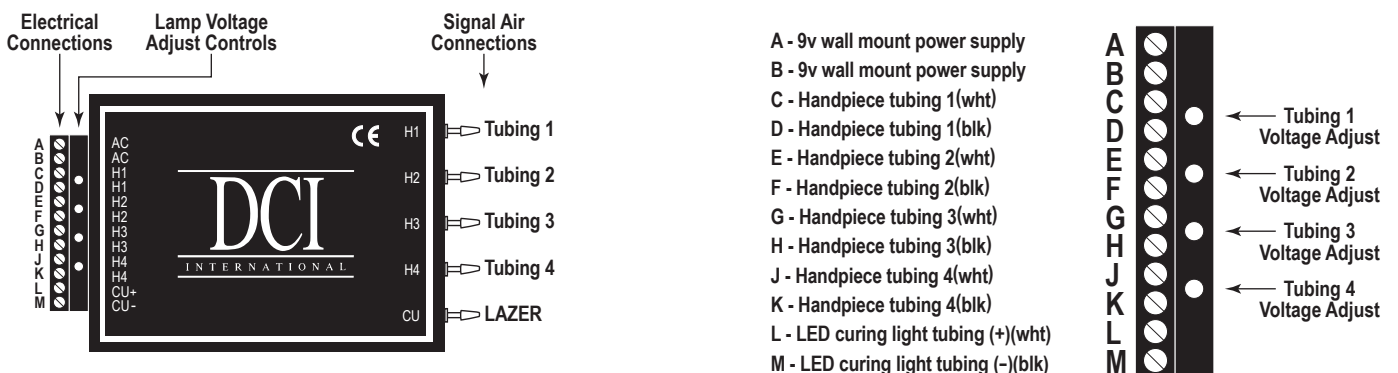 Electrical
Connections
Lamp Voltage
Adjust Controls
Signal Air
Connections
A
B
C
D
E
F
G
H
J
K
L
M
AC
AC
H1
H1
H2
H2
H3
H3
H4
H4
CU+
CU-
DCI
INTERNATIONAL
CE
H1
H2
H3
H4
CU
Tubing 1
Tubing 2
Tubing 3
Tubing 4
LAZER
A - 9v wall mount power supply
B - 9v wall mount power supply
C - Handpiece tubing 1(wht)
D - Handpiece tubing 1(blk)
E - Handpiece tubing 2(wht)
F - Handpiece tubing 2(blk)
G - Handpiece tubing 3(wht)
H - Handpiece tubing 3(blk)
J - Handpiece tubing 4(wht)
K - Handpiece tubing 4(blk)
L - LED curing light tubing (+)(wht)
M - LED curing light tubing (-)(blk)
A
B
C
D
E
F
G
H
J
K
L
M
Tubing 1
Voltage Adjust
Tubing 2
Voltage Adjust
Tubing 3
Voltage Adjust
Tubing 4
Voltage Adjust